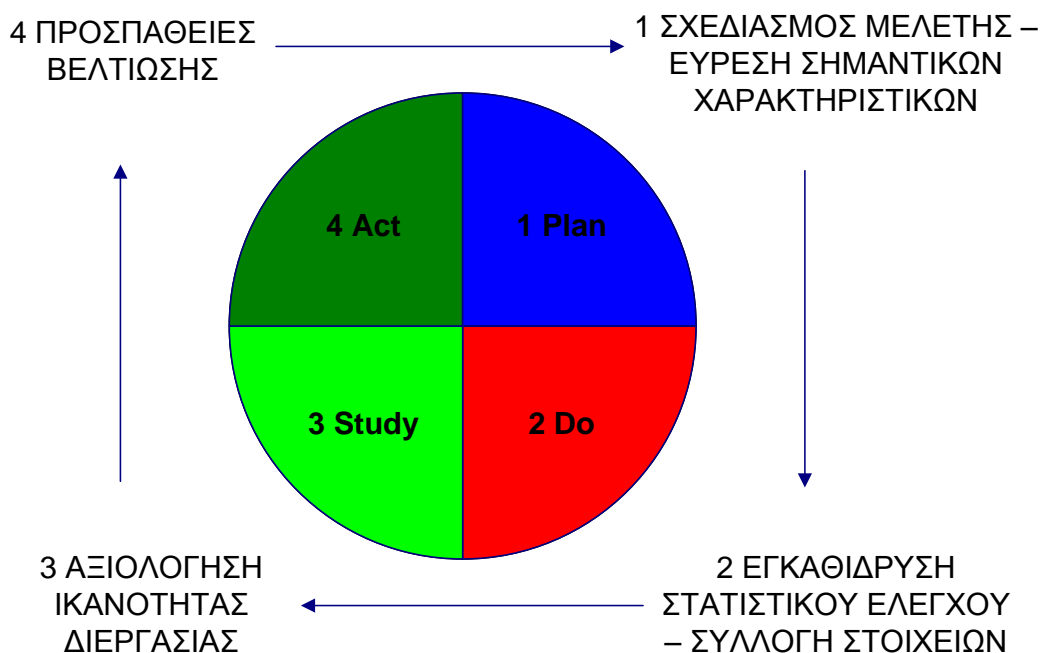 4 ΠΡΟΣΠΑΘΕΙΕΣ
ΒΕΛΤΙΩΣΗΣ
1 ΣΧΕΔΙΑΣΜΟΣ ΜΕΛΕΤΗΣ –
ΕΥΡΕΣΗ ΣΗΜΑΝΤΙΚΩΝ
ΧΑΡΑΚΤΗΡΙΣΤΙΚΩΝ
4 Act
1 Plan
3 Study
2 Do
3 ΑΞΙΟΛΟΓΗΣΗ
ΙΚΑΝΟΤΗΤΑΣ
ΔΙΕΡΓΑΣΙΑΣ
2 ΕΓΚΑΘΙΔΡΥΣΗ
ΣΤΑΤΙΣΤΙΚΟΥ ΕΛΕΓΧΟΥ
– ΣΥΛΛΟΓΗ ΣΤΟΙΧΕΙΩΝ